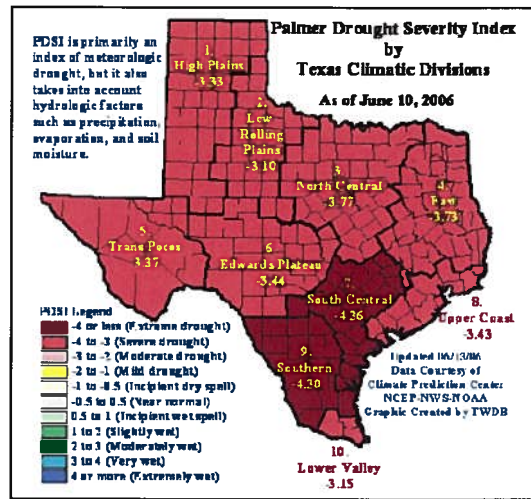 Palmer Drought Severity Index
by
Texas Climatic Divisions
As of June 10, 2006
PDSI is primarily an
index of meteorologic
drought, but it also
takes into account
hydrologic factors
such as precipitation,
evaporation, and soil
moisture.
1.
High Plains
-3.33
2.
Low
Rolling
Plains
-3.10
3.
North Central
-3.77
4.
East
-3.73
5.
Trans Pecos
-3.37
6.
Edwards Plateau
-3.44
7.
South Central
-4.36
8.
Upper Coast
-3.43
9.
Southern
-4.30
10.
Lower Valley
-3.15
PDSI Legend
-4 or less (Extreme drought)
-4 to -3 (Severe drought)
-3 to -2 (Moderate drought)
-2 to -1 (Mild drought)
-1 to -0.5 (Incipient dry spell)
-0.5 to 0.5 (Near normal)
0.5 to 1 (Incipient wet spell)
1 to 2 (Slightly wet)
2 to 3 (Moderately wet)
3 to 4 (Very wet)
4 or more (Extremely wet)
Updated 06/13/06
Data Courtesy of
Climate Prediction Center
NCEP-NWS-NOAA
Graphic Created by TWDB